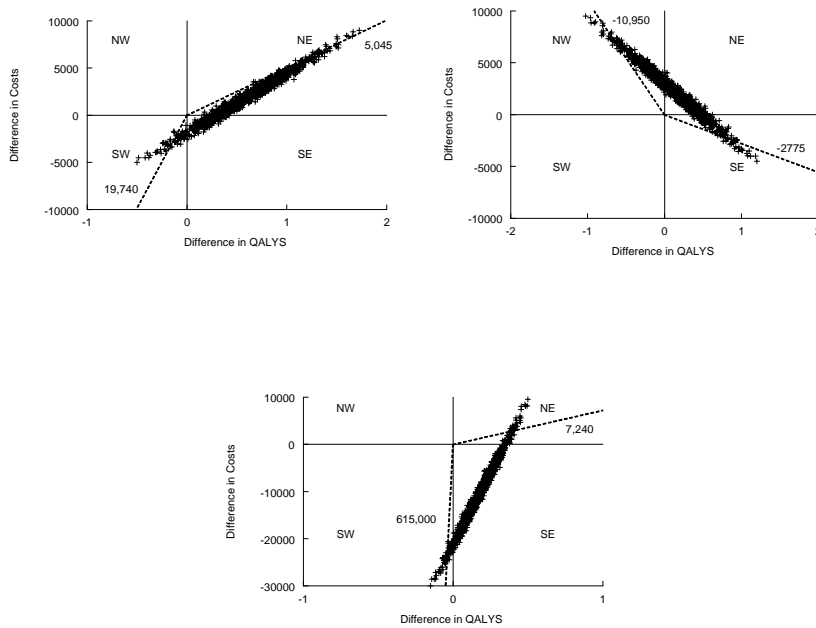 10000
NW
NE
5,045
5000
0
SW
SE
-5000
19,740
-10000
-1
0
1
2
Difference in Costs
Difference in QALYS
10000
-10,950
NW
NE
5000
0
-2775
-5000
SW
SE
-10000
-2
-1
0
1
2
Difference in Costs
Difference in QALYS
10000
NW
NE
7,240
0
-10000
615,000
SW
SE
-20000
-30000
-1
0
1
Difference in Costs
Difference in QALYS